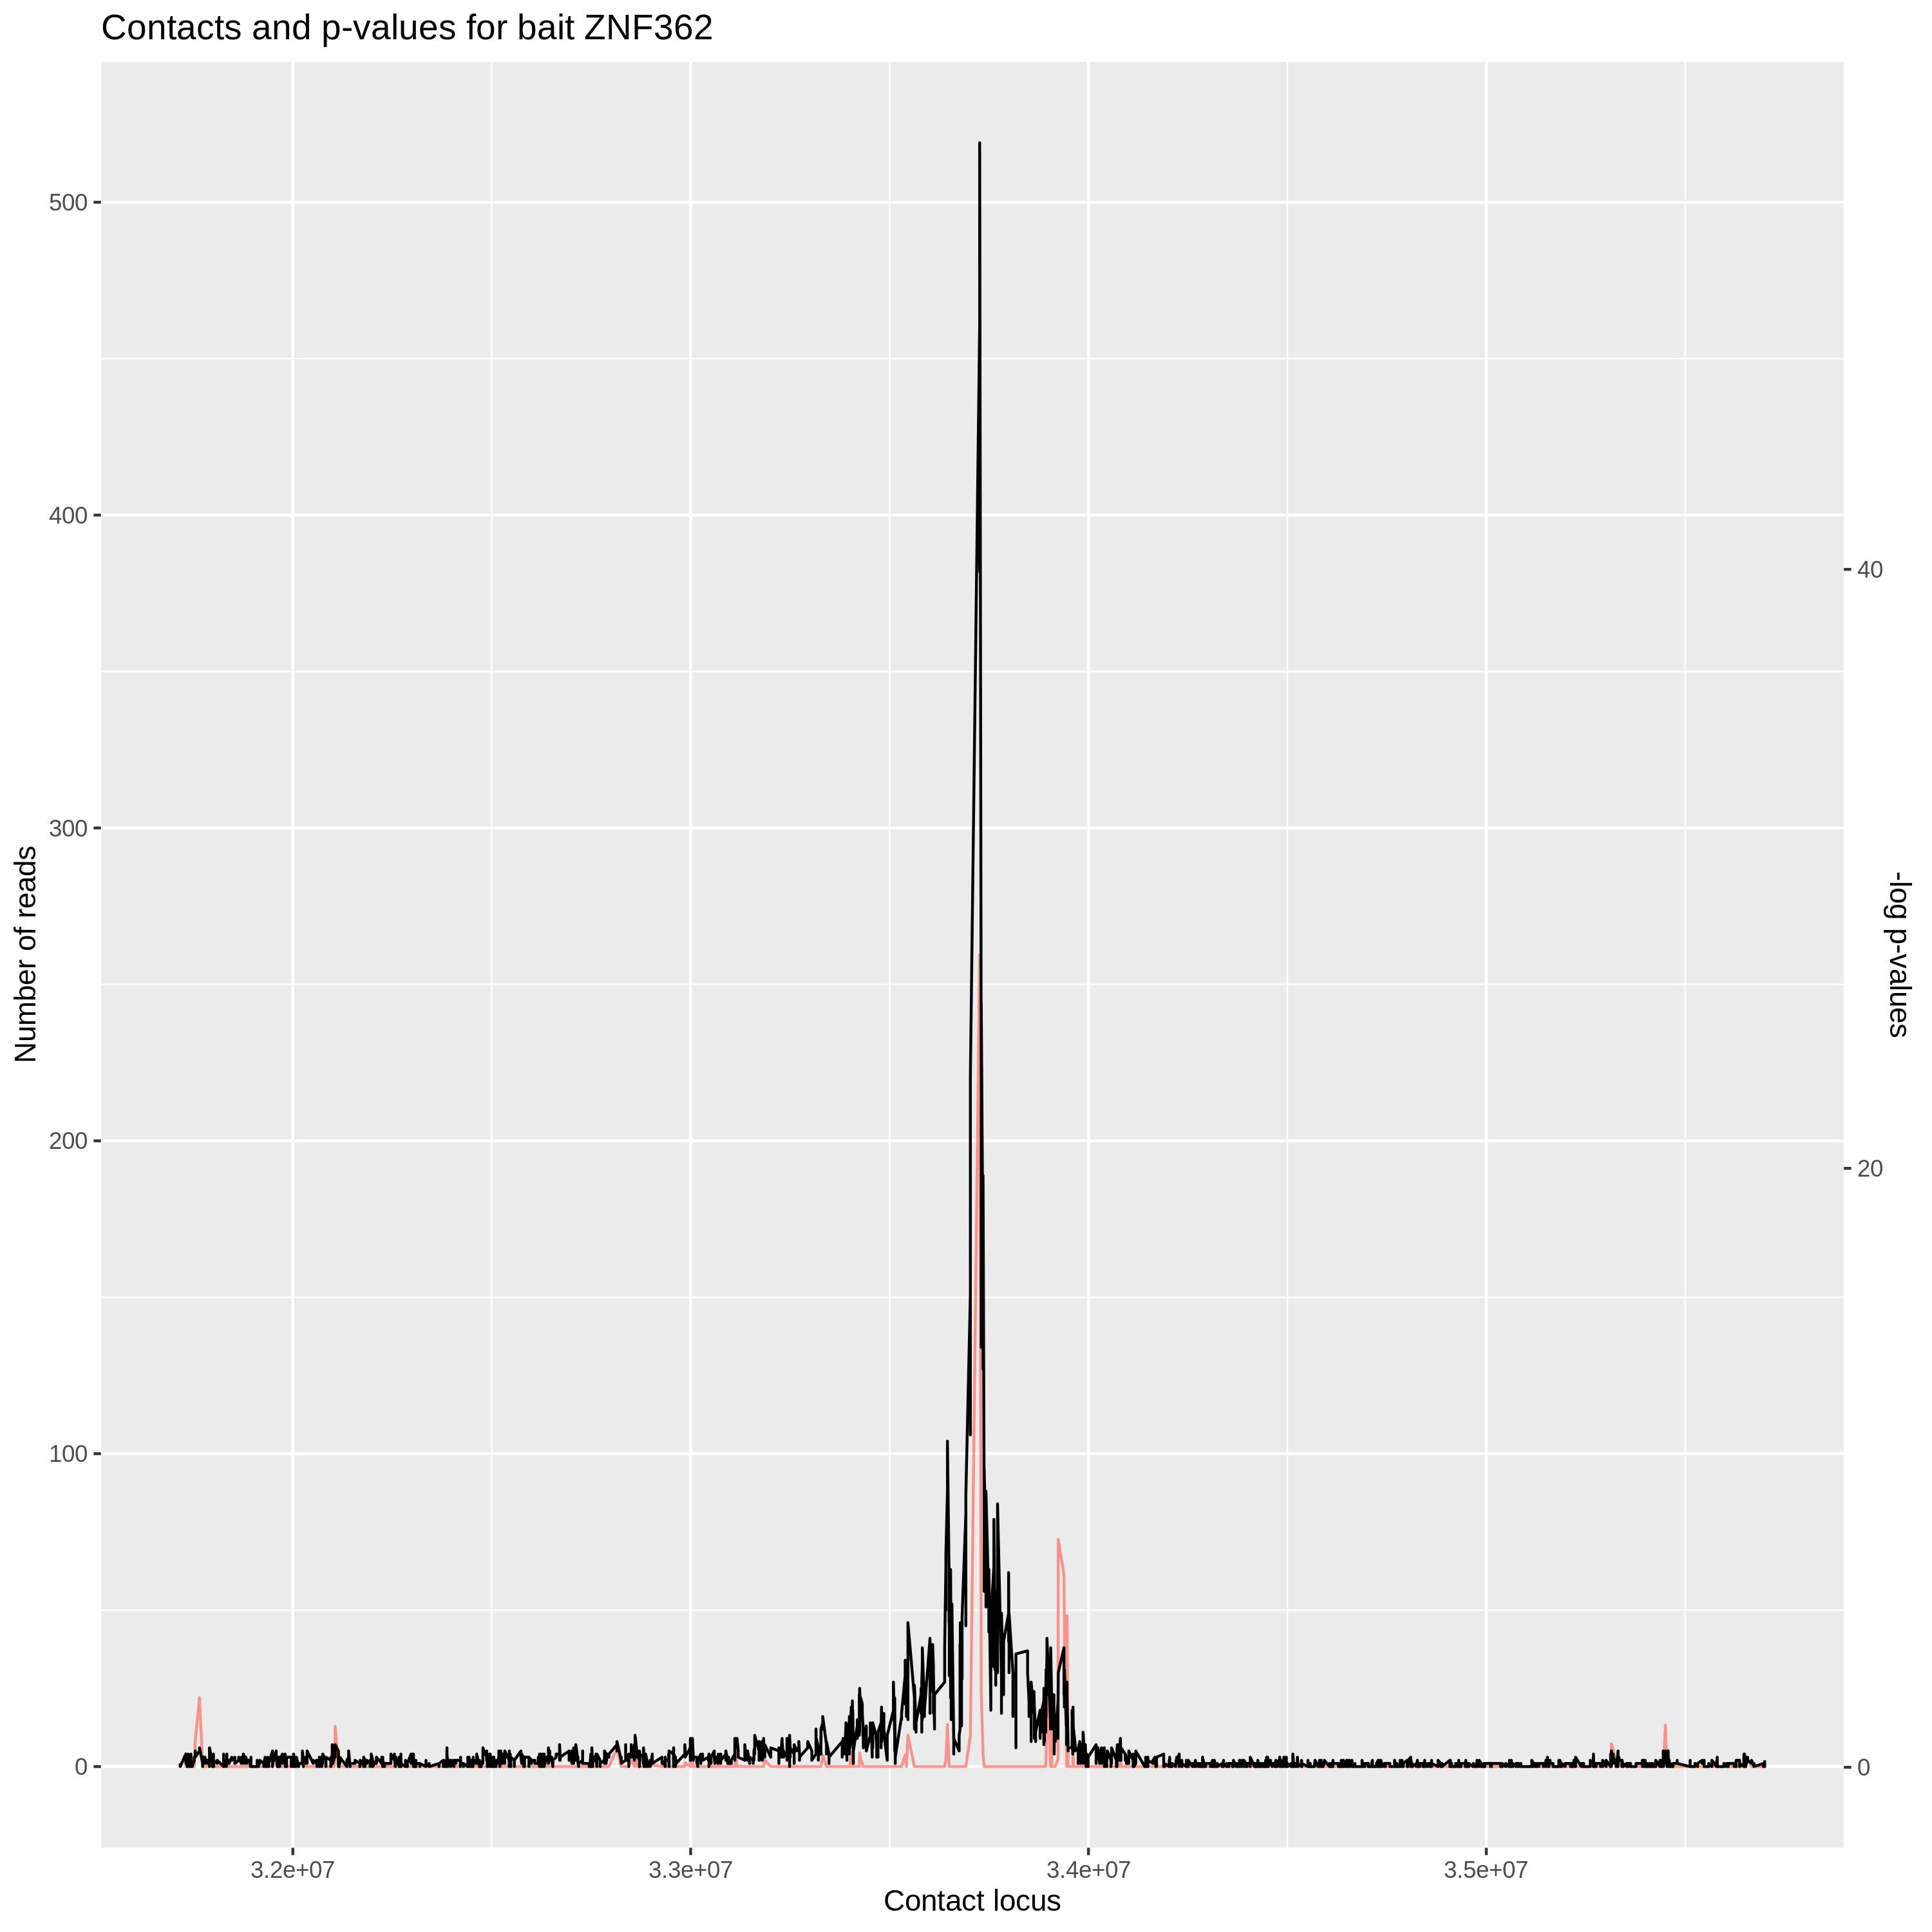 Contacts and p-values for bait ZNF362
500
400
300
200
100
0
Number of reads
40
20
0
-log p-values
3.2e+07
3.3e+07
3.4e+07
3.5e+07
Contact locus